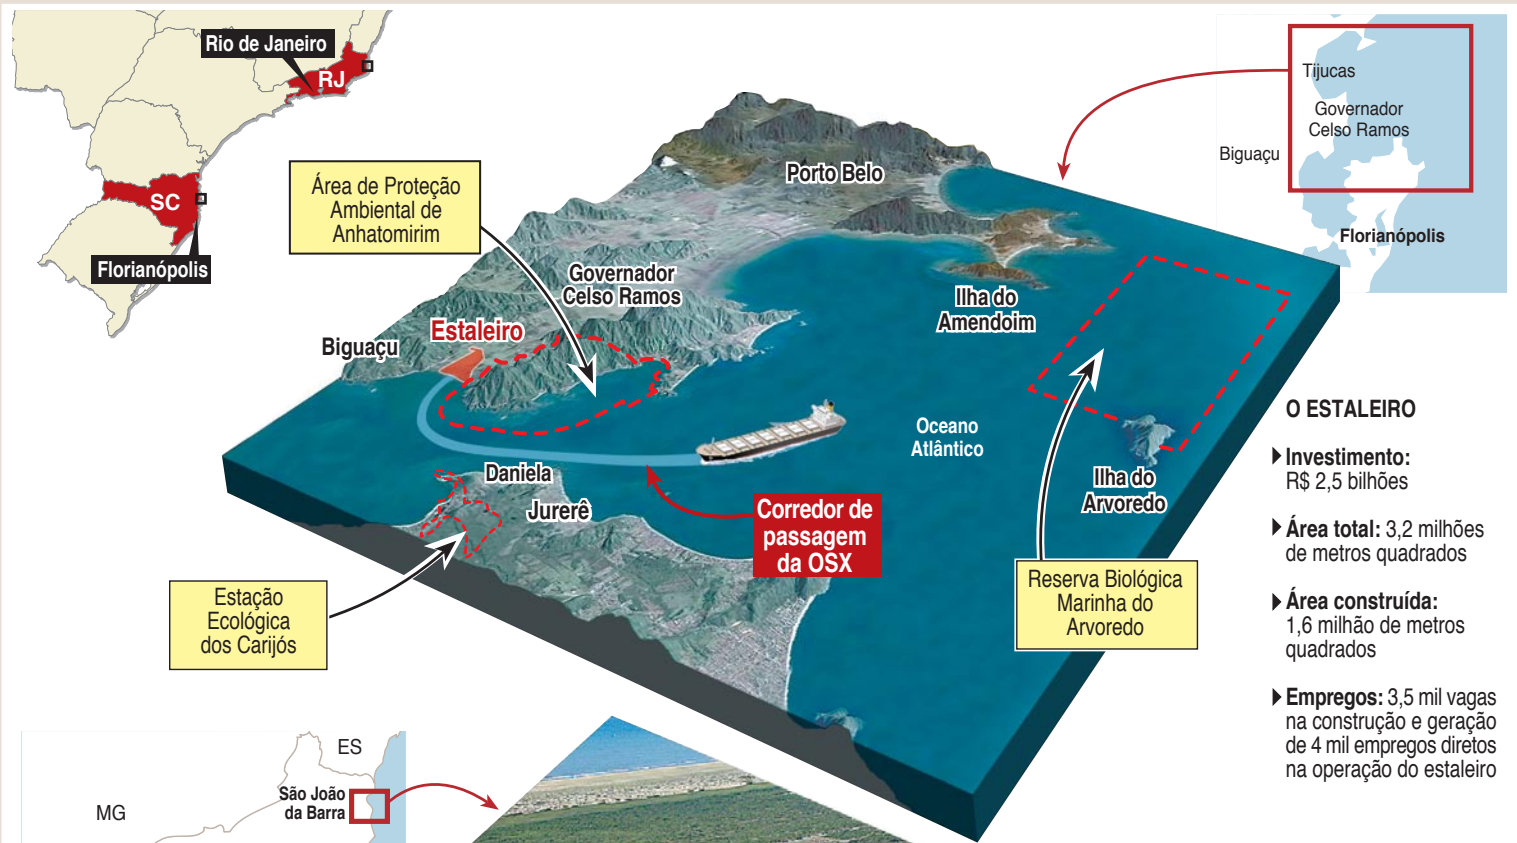 Rio de Janeiro
RJ
SC
Florianópolis
Tijucas
Governador
Celso Ramos
Biguaçu
Florianópolis
Área de Proteção
Ambiental de
Anhatomirim
Porto Belo
Governador
Celso Ramos
Ilha do
Amendoim
Estaleiro
Biguaçu
Oceano
Atlântico
Daniela
Jurerê
Ilha do
Arvoredo
Corredor de
passagem
da OSX
Estação
Ecológica
dos Carijós
Reserva Biológica
Marinha do
Arvoredo
O ESTALEIRO
Investimento:
R$ 2,5 bilhões
Área total: 3,2 milhões
de metros quadrados
Área construída:
1,6 milhão de metros
quadrados
Empregos: 3,5 mil vagas
na construção e geração
de 4 mil empregos diretos
na operação do estaleiro
ES
São João
da Barra
MG